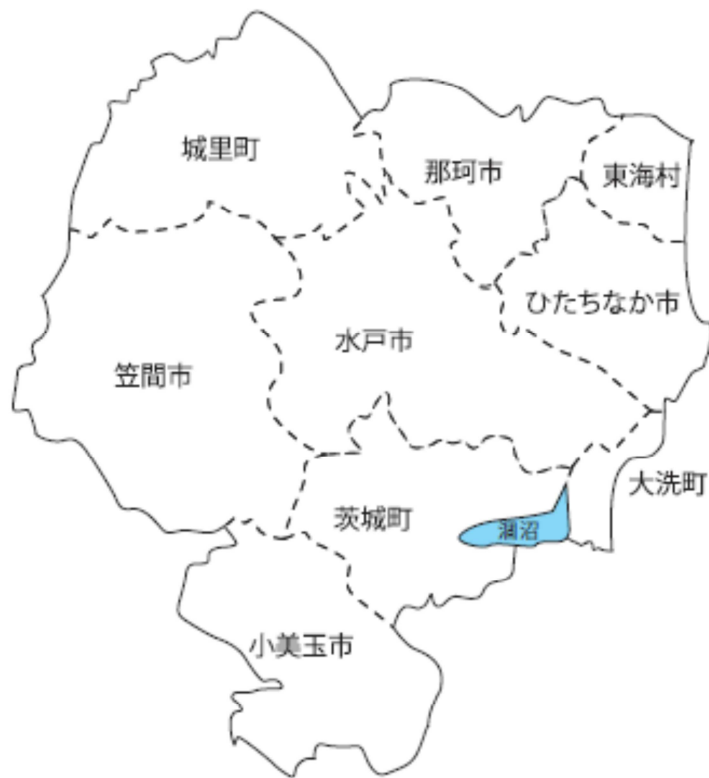 城里町
那珂市
東海村
ひたちなか市
水戸市
笠間市
大洗町
茨城町
涸沼
小美玉市